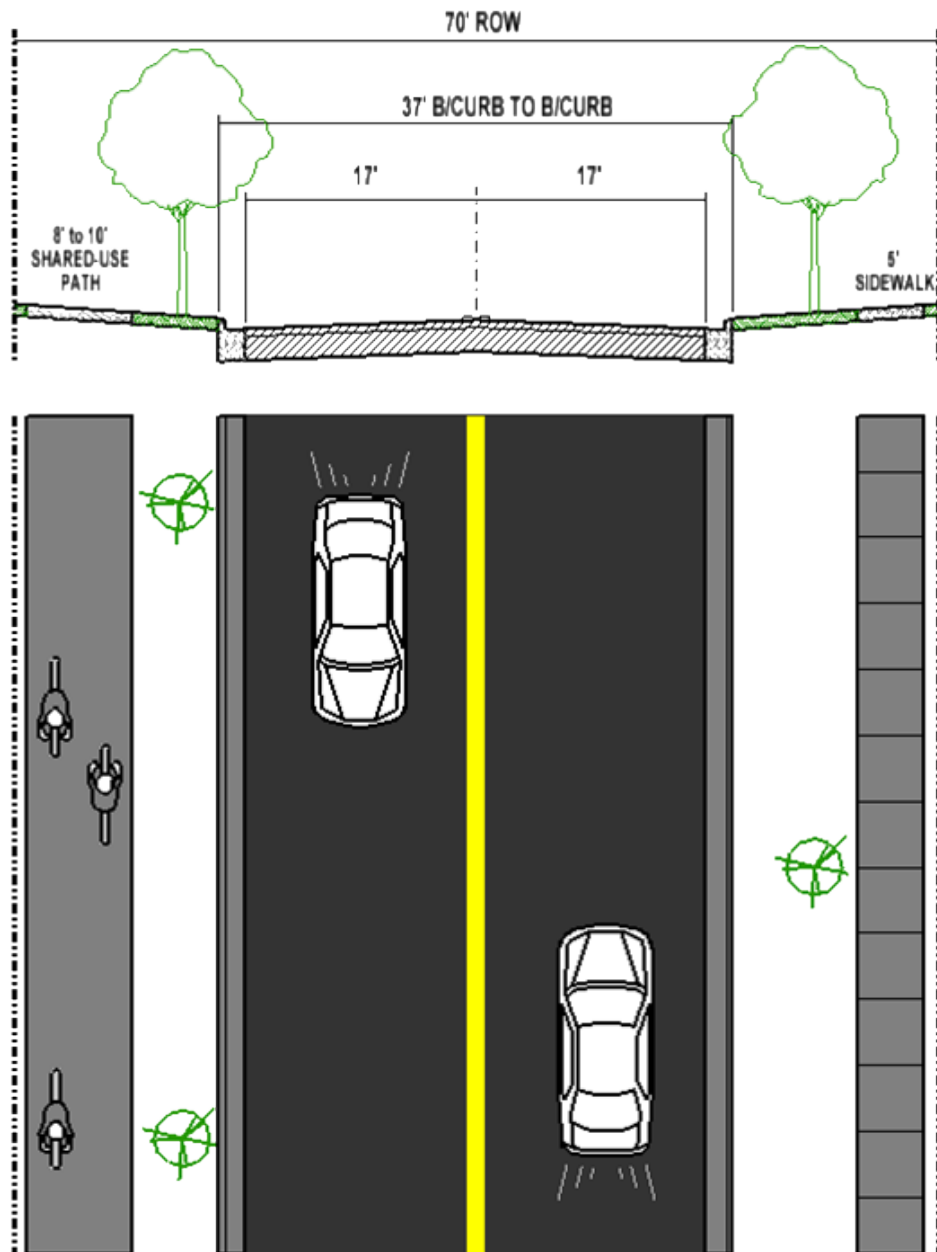 70' ROW
37' B/CURB TO B/CURB
17'
17'
8' to 10'
SHARED-USE
PATH
5'
SIDEWALK